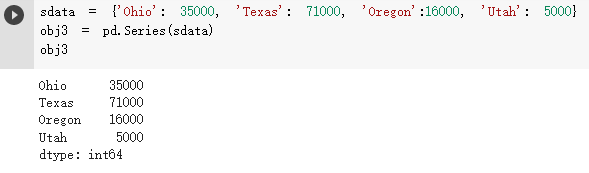 sdata = {'Ohio': 35000, 'Texas': 71000, 'Oregon':16000, 'Utah': 5000}
obj3 = pd.Series(sdata)
obj3
Ohio 35000
Texas 71000
Oregon 16000
Utah 5000
dtype: int64